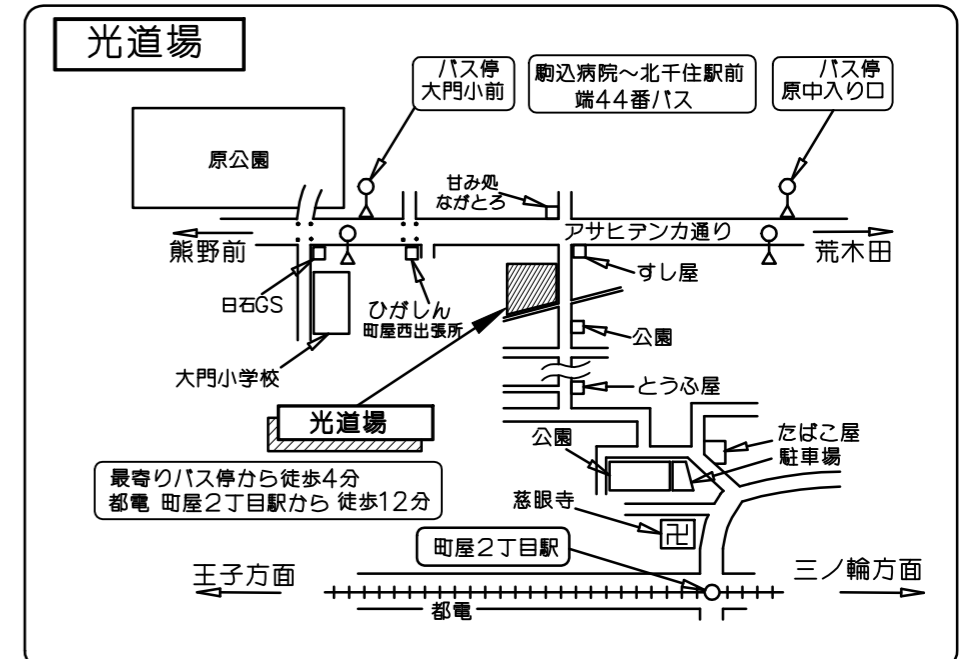 光道場
バス停
大門小前
駒込病院～北千住駅前
端44番バス
バス停
原中入り口
原公園
甘み処
ながとろ
アサヒデンカ通り
熊野前
荒木田
日石GS
ひがしん
町屋西出張所
すし屋
公園
大門小学校
とうふ屋
光道場
公園
たばこ屋
駐車場
最寄りバス停から徒歩4分
都電 町屋2丁目駅から 徒歩12分
慈眼寺
卍
町屋2丁目駅
王子方面
三ノ輪方面
都電